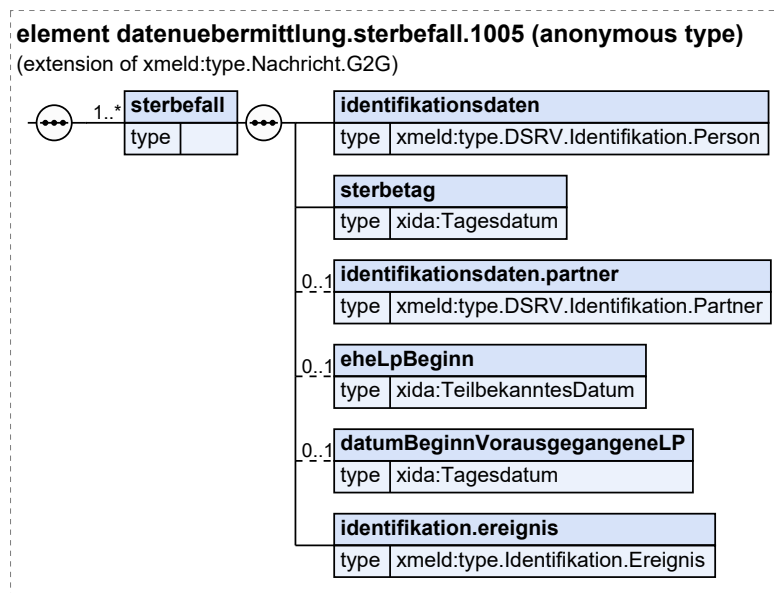 element datenuebermittlung.sterbefall.1005 (anonymous type)
(extension of xmeld:type.Nachricht.G2G)
1..*
sterbefall
type
identifikationsdaten
type xmeld:type.DSRV.Identifikation.Person
sterbetag
type xida:Tagesdatum
0..1
identifikationsdaten.partner
type xmeld:type.DSRV.Identifikation.Partner
0..1
eheLpBeginn
type xida:TeilbekanntesDatum
0..1
datumBeginnVorausgegangeneLP
type xida:Tagesdatum
identifikation.ereignis
type xmeld:type.Identifikation.Ereignis